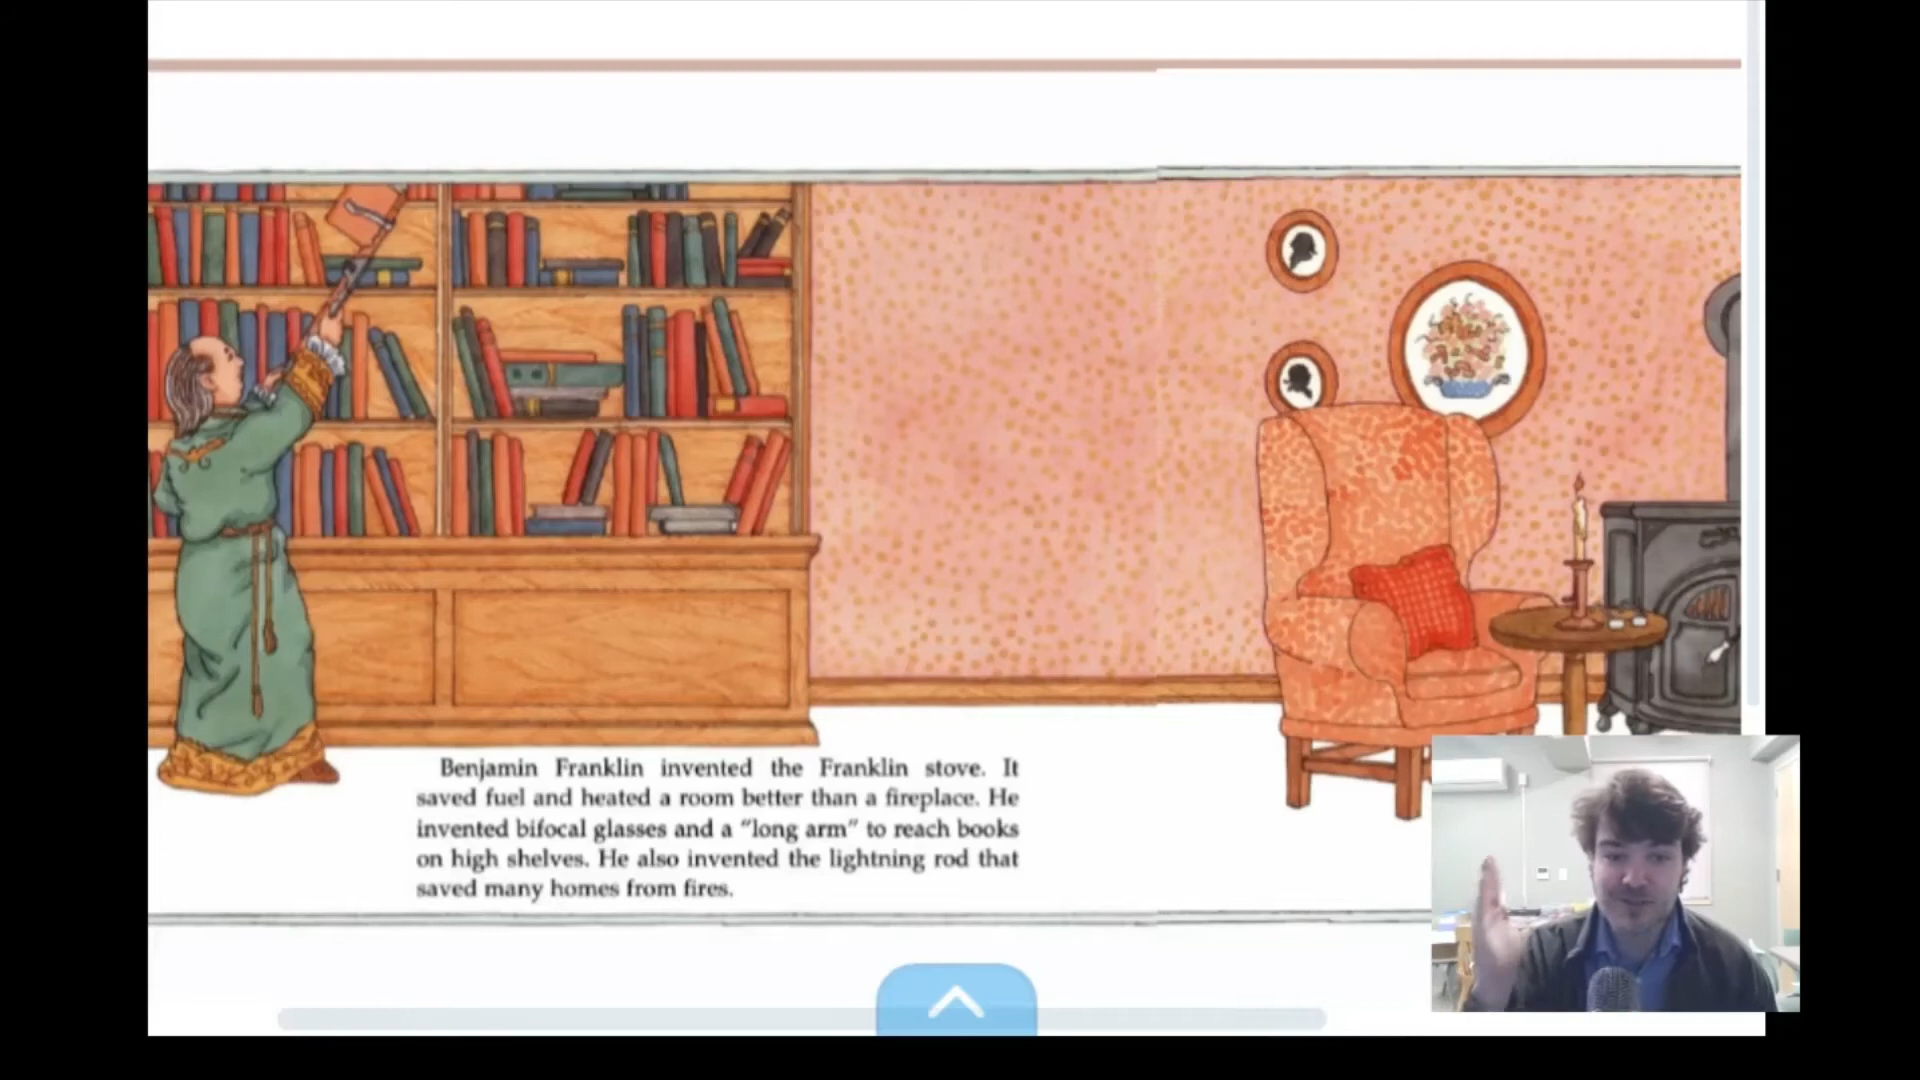 Benjamin Franklin invented the Franklin stove. It
saved fuel and heated a room better than a fireplace. He
invented bifocal glasses and a “long arm” to reach books
on high shelves. He also invented the lightning rod that
saved many homes from fires.